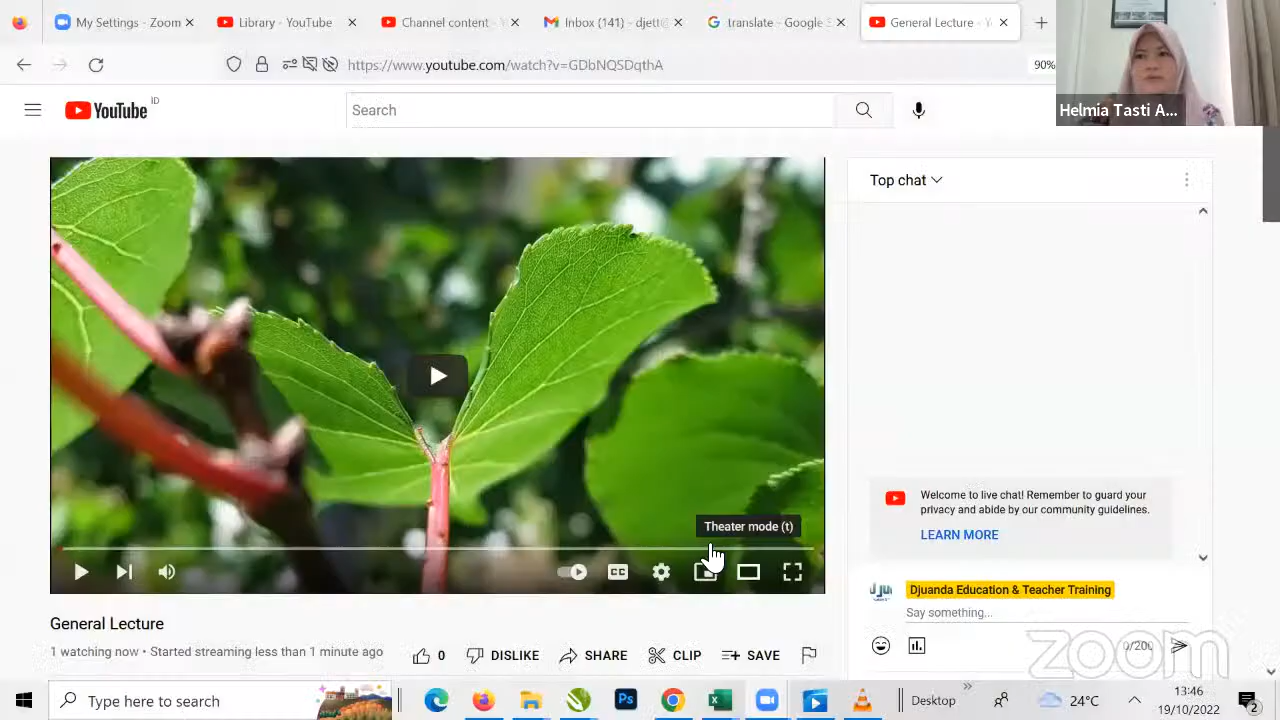 My Settings - Zoom
Library - YouTube
Channel content - Y
Inbox (141) - djett@
translate - Google S
General Lecture - Y
https://www.youtube.com/watch?v=GDbNQSDqthA
90%
Helmia Tasti A...
YouTube ID
Search
Top chat
Theater mode (t)
CC
Welcome to live chat! Remember to guard your
privacy and abide by our community guidelines.
LEARN MORE
Djuanda Education & Teacher Training
Say something...
0/200
General Lecture
1 watching now • Started streaming less than 1 minute ago
0
DISLIKE
SHARE
CLIP
SAVE
zoom
Type here to search
Ps
Desktop
24°C
13:46
19/10/2022
2